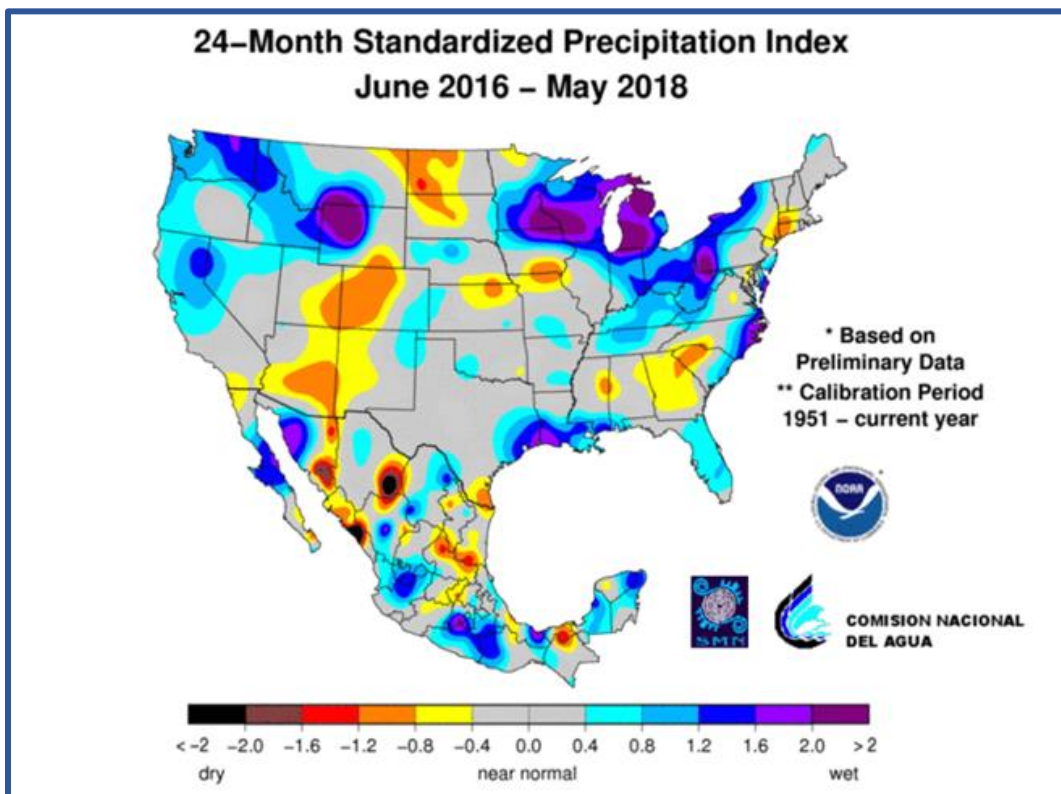 24−Month Standardized Precipitation Index
June 2016 − May 2018
* Based on
Preliminary Data
** Calibration Period
1951 − current year
NOAA
SMN
COMISION NACIONAL
DEL AGUA
< −2 −2.0 −1.6 −1.2 −0.8 −0.4 0.0 0.4 0.8 1.2 1.6 2.0 > 2
dry near normal wet